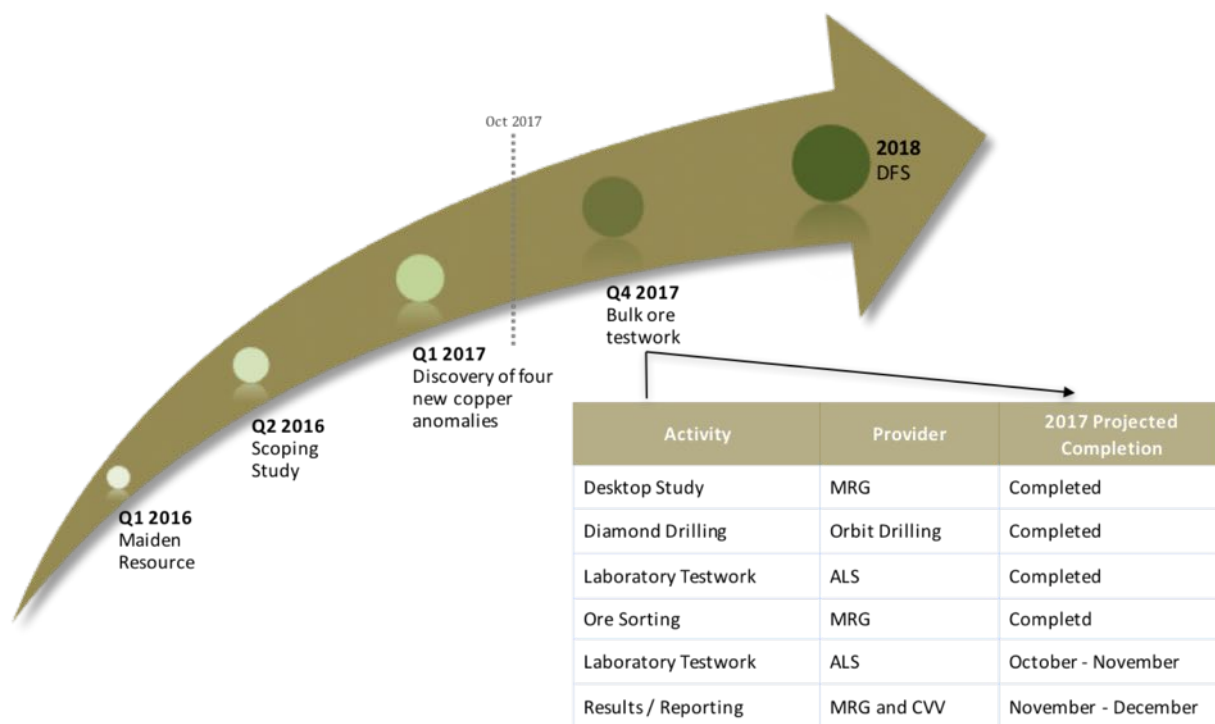 Oct 2017
2018
DFS
Q4 2017
Bulk ore
testwork
Q1 2017
Discovery of four
new copper
anomalies
Q2 2016
Scoping
Study
Q1 2016
Maiden
Resource
Activity Provider 2017 Projected
Completion
Desktop Study MRG Completed
Diamond Drilling Orbit Drilling Completed
Laboratory Testwork ALS Completed
Ore Sorting MRG Completd
Laboratory Testwork ALS October - November
Results / Reporting MRG and CVV November - December